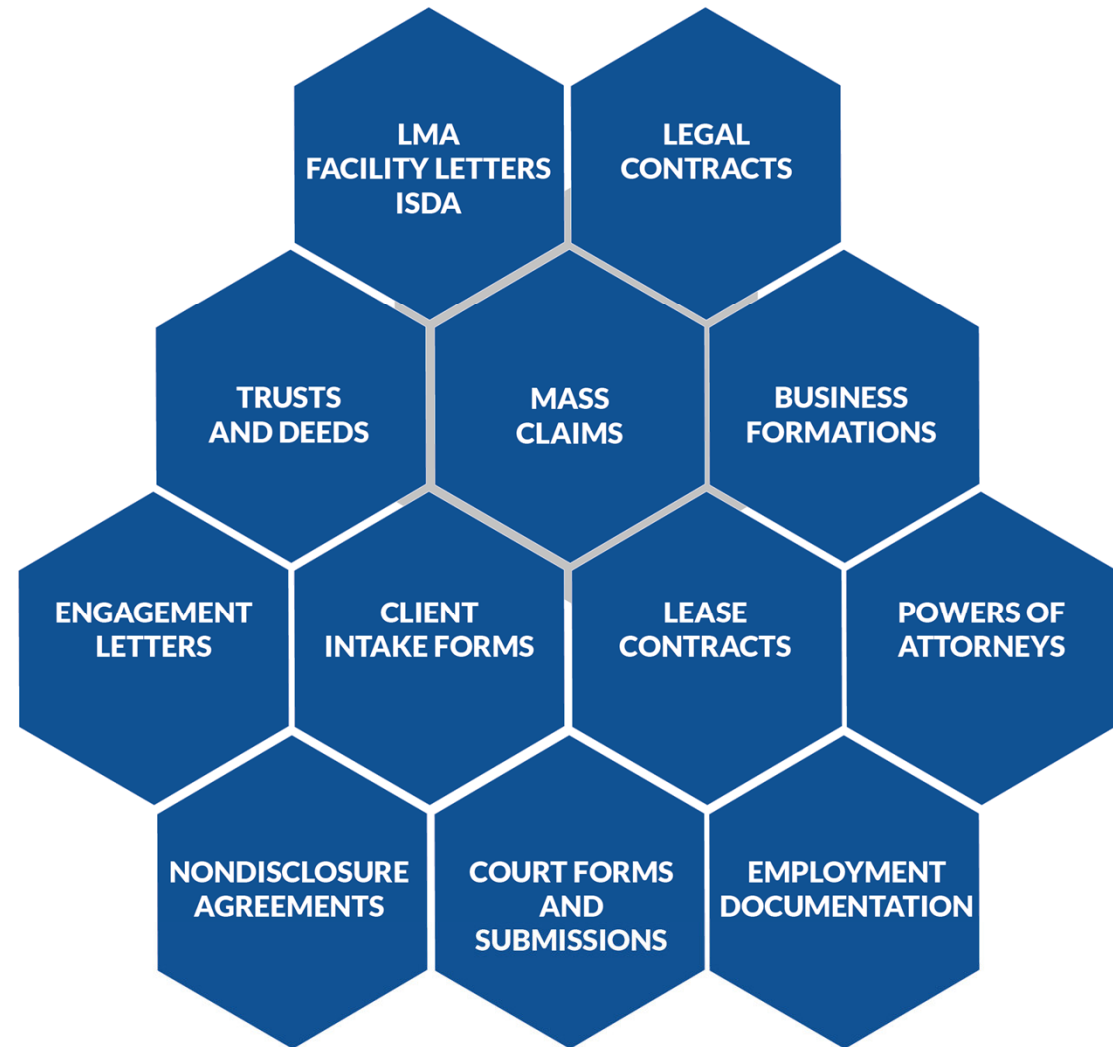 LMA
FACILITY LETTERS
ISDA
LEGAL
CONTRACTS
TRUSTS
AND DEEDS
MASS
CLAIMS
BUSINESS
FORMATIONS
ENGAGEMENT
LETTERS
CLIENT
INTAKE FORMS
LEASE
CONTRACTS
POWERS OF
ATTORNEYS
NONDISCLOSURE
AGREEMENTS
COURT FORMS
AND
SUBMISSIONS
EMPLOYMENT
DOCUMENTATION